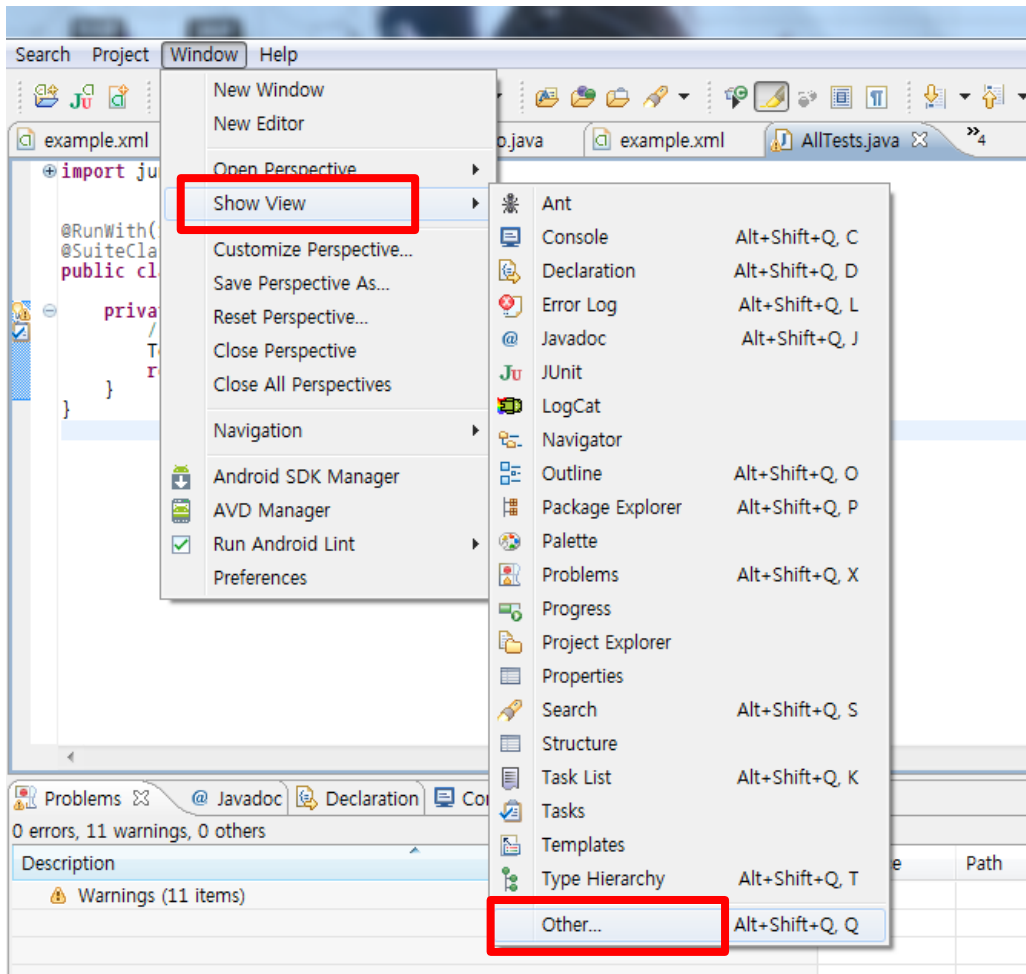 Search Project Window Help
example.xml
o.java
example.xml
AllTests.java
»4
import ju
@RunWith(
@SuiteCla
public cl
priva
/
T
r
}
}
New Window
New Editor
Open Perspective
Show View
Customize Perspective...
Save Perspective As...
Reset Perspective...
Close Perspective
Close All Perspectives
Navigation
Android SDK Manager
AVD Manager
Run Android Lint
Preferences
Ant
Console Alt+Shift+Q, C
Declaration Alt+Shift+Q, D
Error Log Alt+Shift+Q, L
Javadoc Alt+Shift+Q, J
JUnit
LogCat
Navigator
Outline Alt+Shift+Q, O
Package Explorer Alt+Shift+Q, P
Palette
Problems Alt+Shift+Q, X
Progress
Project Explorer
Properties
Search Alt+Shift+Q, S
Structure
Task List Alt+Shift+Q, K
Tasks
Templates
Type Hierarchy Alt+Shift+Q, T
Other... Alt+Shift+Q, Q
Problems Javadoc Declaration Co
0 errors, 11 warnings, 0 others
Description e Path
Warnings (11 items)